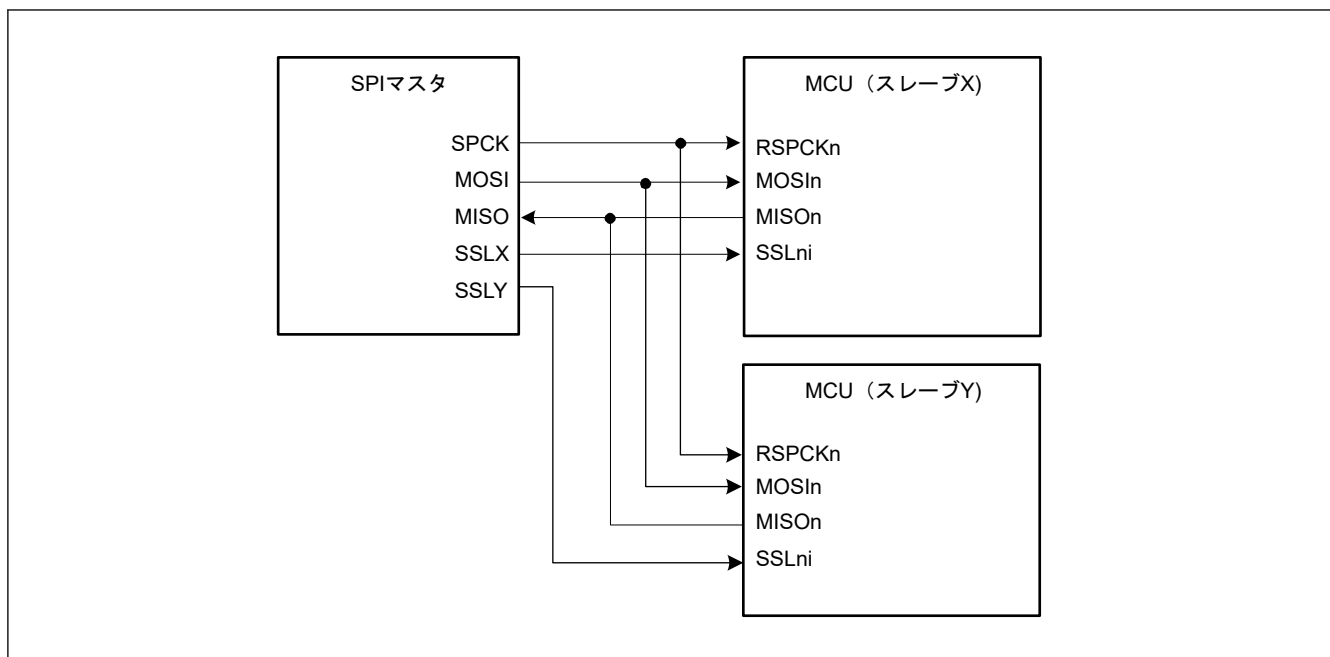 SPIマスタ
SPCK
MOSI
MISO
SSLX
SSLY
MCU（スレーブX)
RSPCKn
MOSIn
MISOn
SSLni
MCU（スレーブY)
RSPCKn
MOSIn
MISOn
SSLni